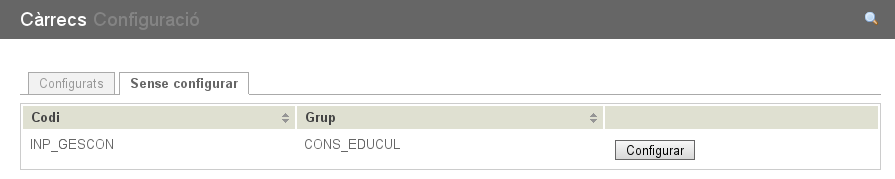 Càrrecs Configuració
Configurats Sense configurar
Codi Grup
INP_GESCON CONS_EDUCUL Configurar